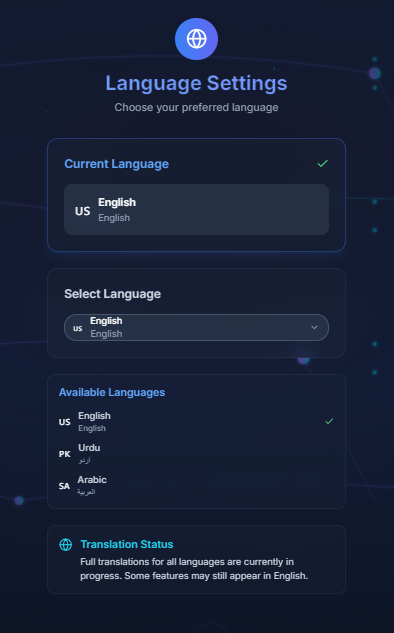 Language Settings
Choose your preferred language
Current Language
US
English
English
Select Language
US
English
English
Available Languages
US
English
English
PK
Urdu
اردو
SA
Arabic
العربية
Translation Status
Full translations for all languages are currently in
progress. Some features may still appear in English.